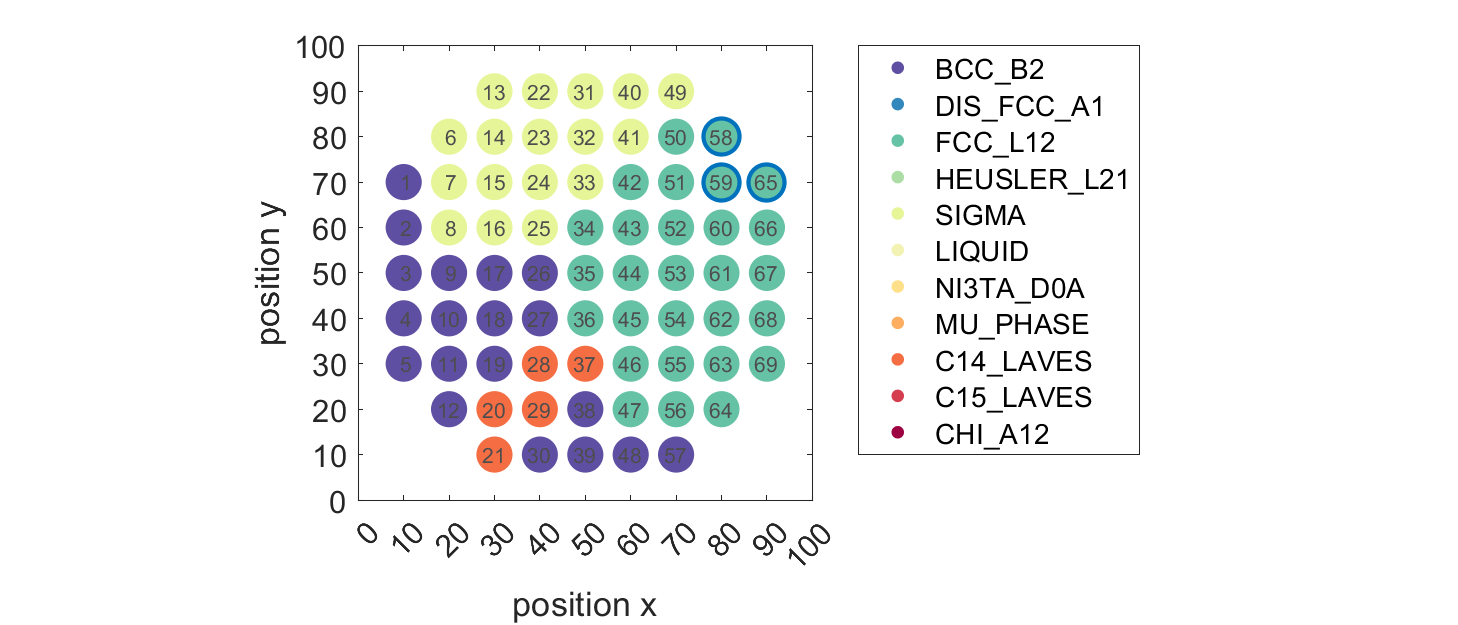 100
90
80
70
60
50
40
30
20
10
0
position y
13 22 31 40 49
6 14 23 32 41 50 58
1 7 15 24 33 42 51 59 65
2 8 16 25 34 43 52 60 66
3 9 17 26 35 44 53 61 67
4 10 18 27 36 45 54 62 68
5 11 19 28 37 46 55 63 69
12 20 29 38 47 56 64
21 30 39 48 57
0 10 20 30 40 50 60 70 80 90 100
position x
BCC_B2
DIS_FCC_A1
FCC_L12
HEUSLER_L21
SIGMA
LIQUID
NI3TA_D0A
MU_PHASE
C14_LAVES
C15_LAVES
CHI_A12